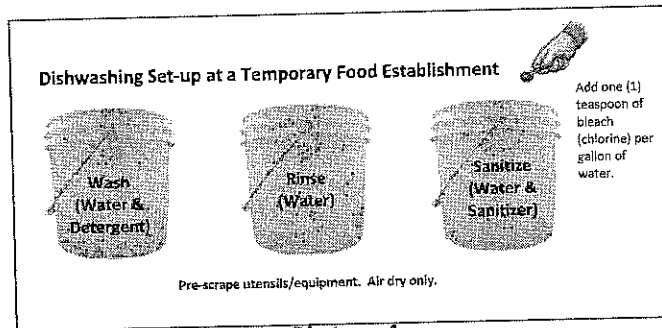 Dishwashing Set-up at a Temporary Food Establishment
Add one (1)
teaspoon of
bleach
(chlorine) per
gallon of
water.
Wash
(Water &
Detergent)
Rinse
(Water)
Sanitize
(Water &
Sanitizer)
Pre-scrape utensils/equipment. Air dry only.